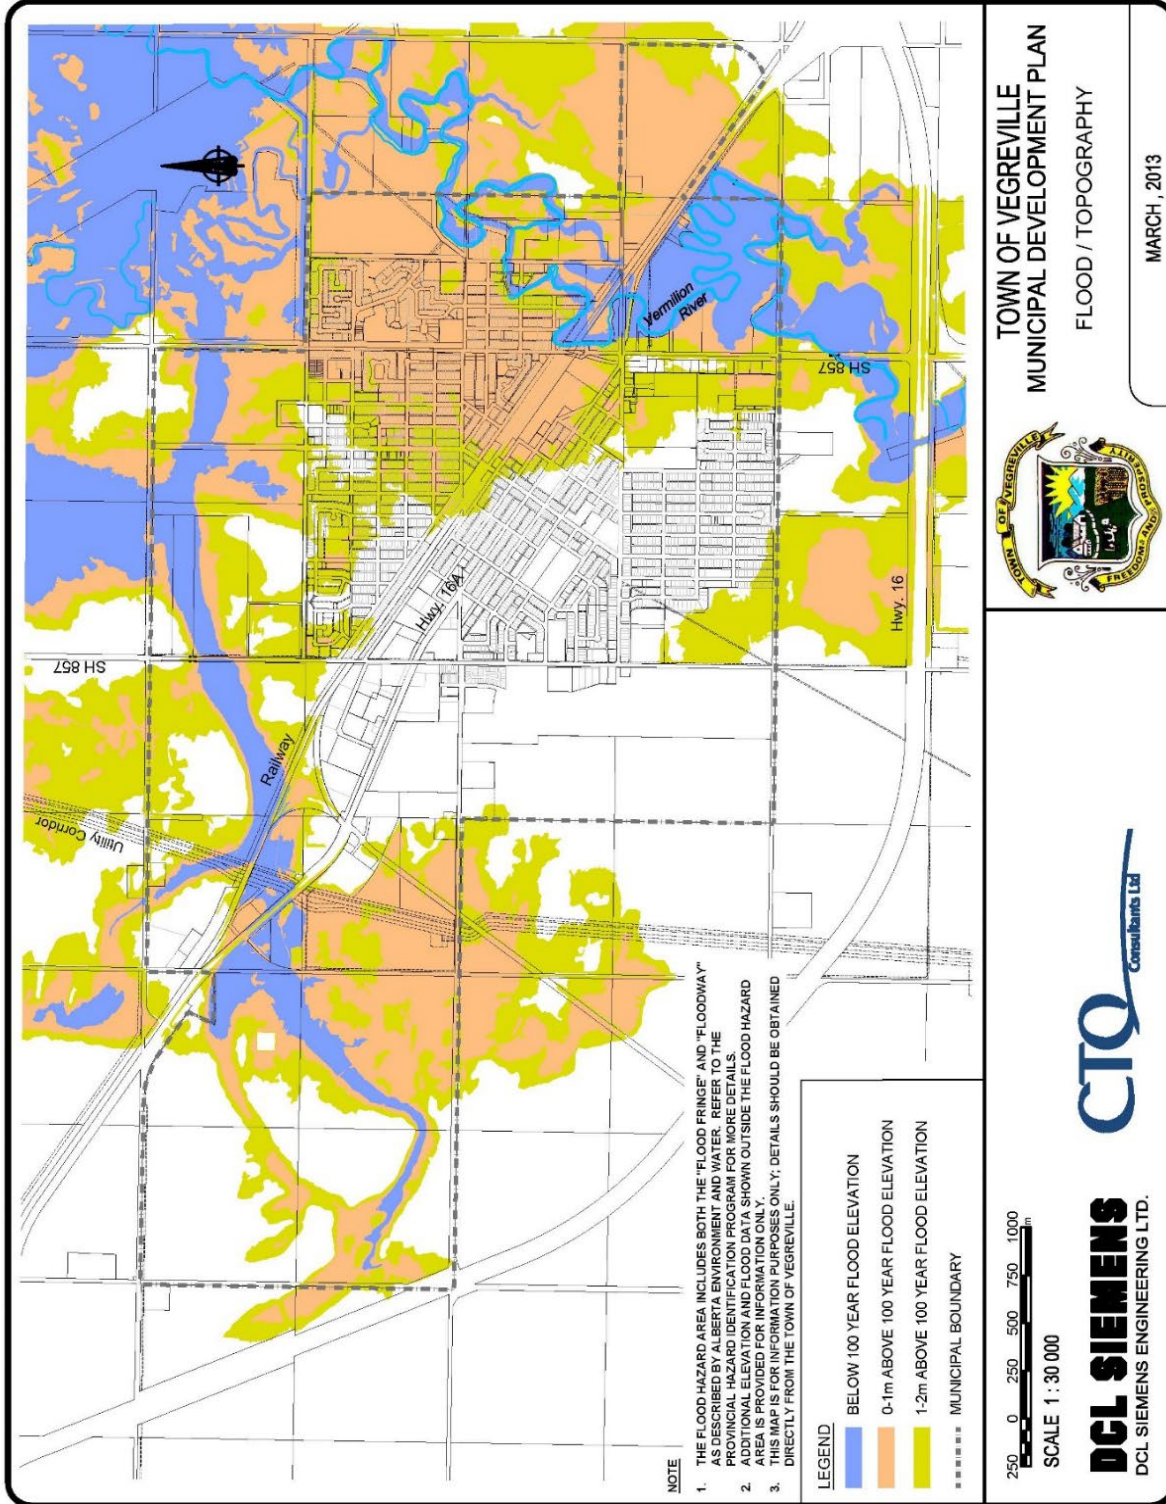 SH 857
Utility Corridor
Railway
Hwy. 16A
Vermilion
River
SH 857
Hwy. 16
NOTE
1. THE FLOOD HAZARD AREA INCLUDES BOTH THE "FLOOD FRINGE" AND "FLOODWAY"
AS DESCRIBED BY ALBERTA ENVIRONMENT AND WATER. REFER TO THE
PROVINCIAL HAZARD IDENTIFICATION PROGRAM FOR MORE DETAILS.
2. ADDITIONAL ELEVATION AND FLOOD DATA SHOWN OUTSIDE THE FLOOD HAZARD
AREA IS PROVIDED FOR INFORMATION ONLY.
3. THIS MAP IS FOR INFORMATION PURPOSES ONLY; DETAILS SHOULD BE OBTAINED
DIRECTLY FROM THE TOWN OF VEGREVILLE.
LEGEND
BELOW 100 YEAR FLOOD ELEVATION
0-1m ABOVE 100 YEAR FLOOD ELEVATION
1-2m ABOVE 100 YEAR FLOOD ELEVATION
MUNICIPAL BOUNDARY
250 0 250 500 750 1000
m
SCALE 1 : 30 000
DCL SIEMENS
DCL SIEMENS ENGINEERING LTD.
CTQ
Consultants Ltd
TOWN OF VEGREVILLE
FREEDOM AND PROSPERITY
TOWN OF VEGREVILLE
MUNICIPAL DEVELOPMENT PLAN
FLOOD / TOPOGRAPHY
MARCH , 2013